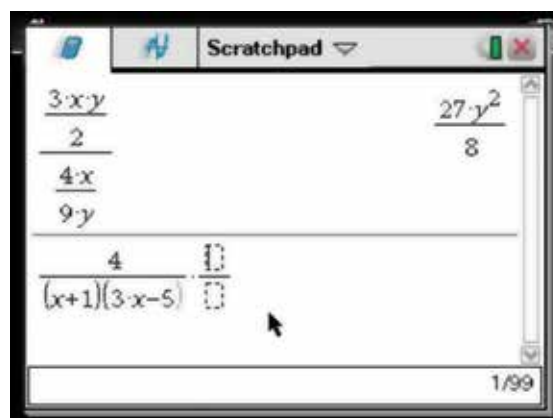 Scratchpad
3·x·y
2
4·x
9·y
27·y²
8
4
(x+1)(3·x−5) ·
1/99